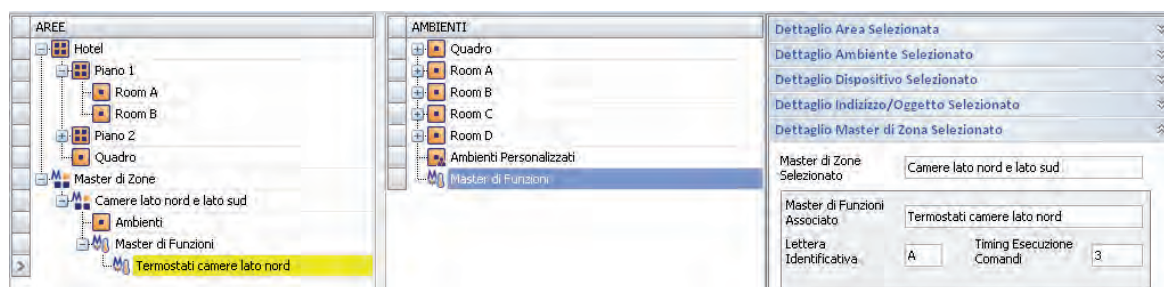 AREE
Hotel
Piano 1
Room A
Room B
Piano 2
Quadro
Master di Zone
Camere lato nord e lato sud
Ambienti
Master di Funzioni
Termostati camere lato nord
AMBIENTI
Quadro
Room A
Room B
Room C
Room D
Ambienti Personalizzati
Master di Funzioni
Dettaglio Area Selezionata
Dettaglio Ambiente Selezionato
Dettaglio Dispositivo Selezionato
Dettaglio Indizizzo/Oggetto Selezionato
Dettaglio Master di Zona Selezionato
Master di Zone
Selezionato
Camere lato nord e lato sud
Master di Funzioni
Associato
Termostati camere lato nord
Lettera
Identificativa
A
Timing Esecuzione
Comandi
3